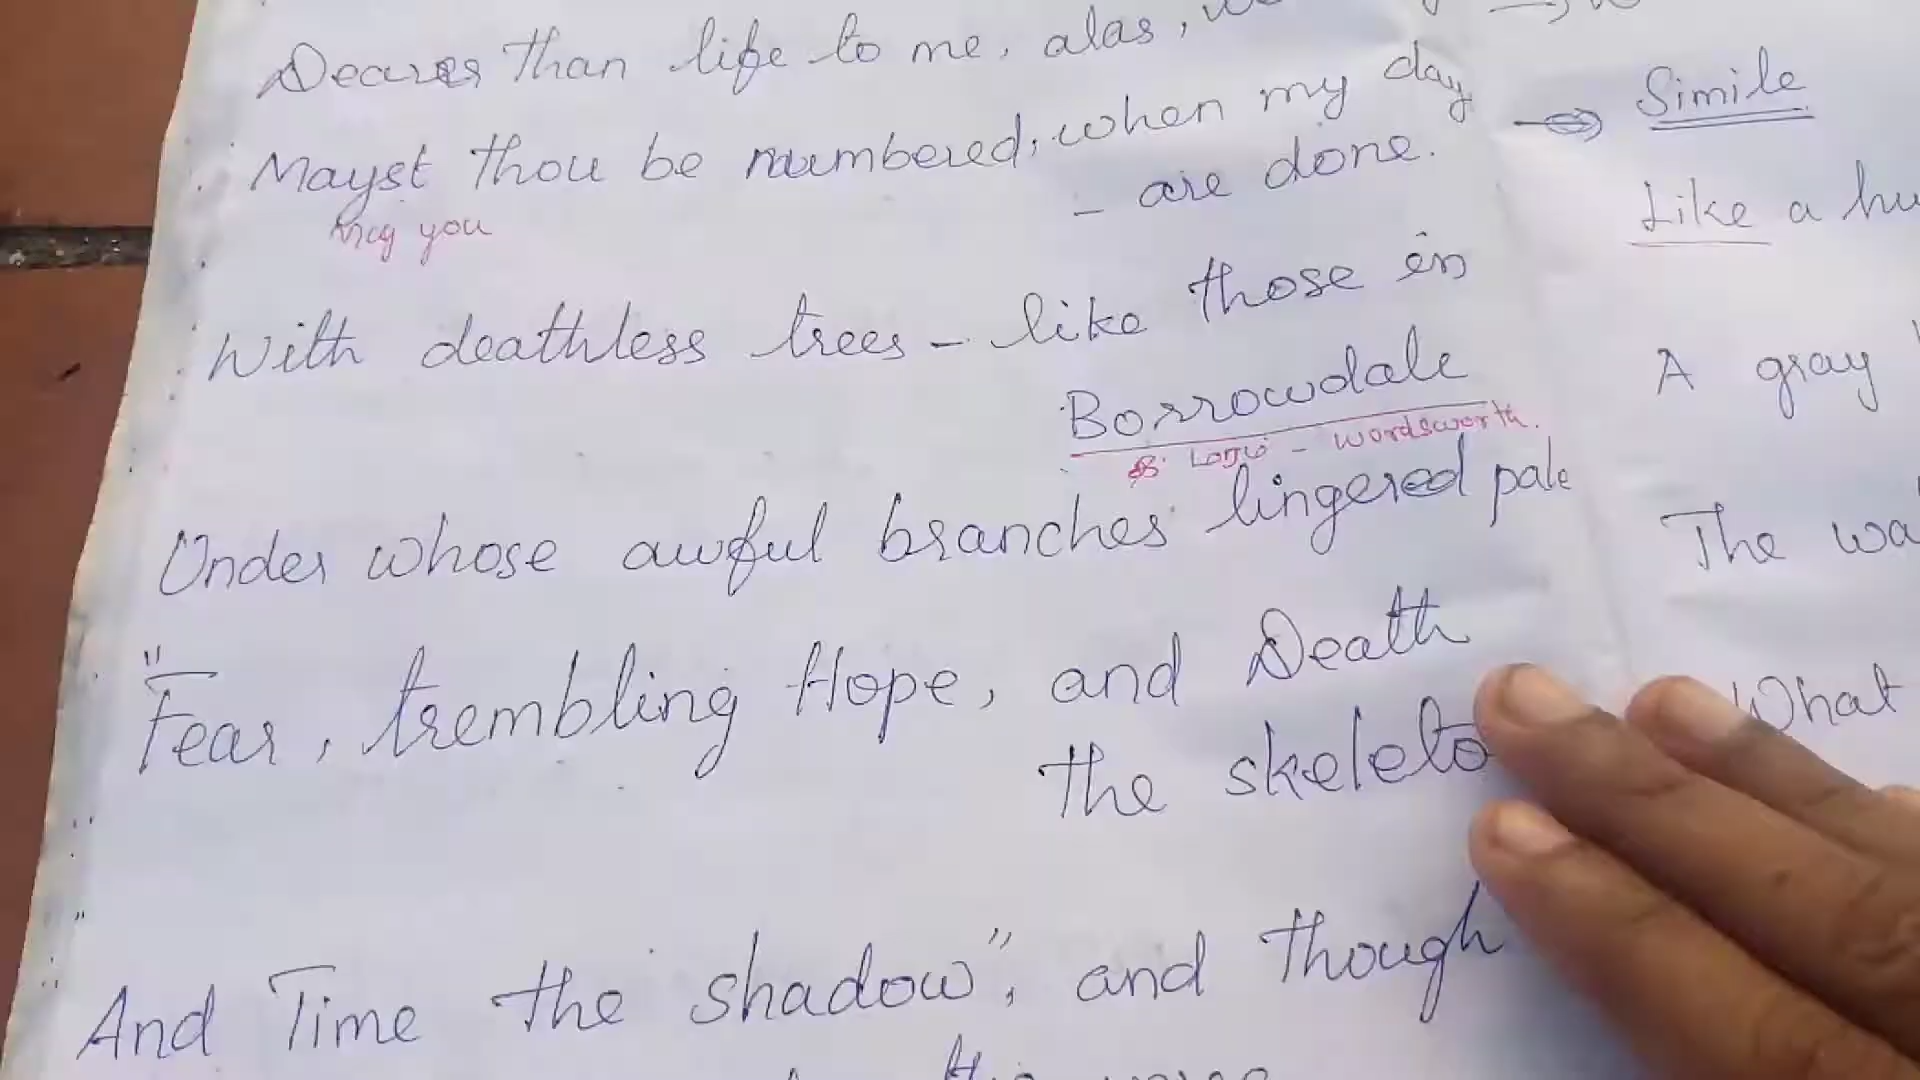 Dearer than life to me, alas,
Mayst thou be numbered, when my day
- are done.
May you
With deathless trees - like those in
Borrowdale
- Wordsworth.
Under whose awful branches lingered pale
"Fear, trembling Hope, and Death
the skeleto
And Time the shadow", and though
Simile
Like a hu
A gray
The wa
What